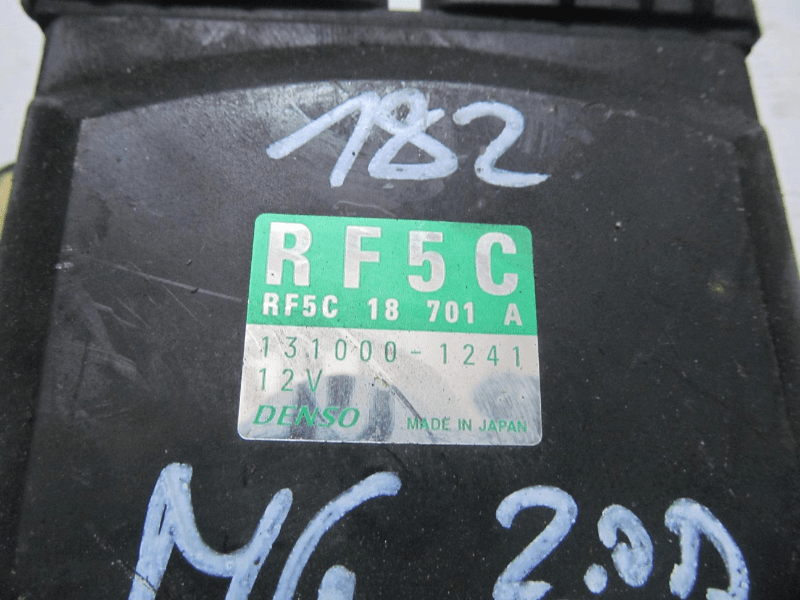 182
RF5C
RF5C 18 701 A
131000-1241
12V
DENSO MADE IN JAPAN
M6 2.0D